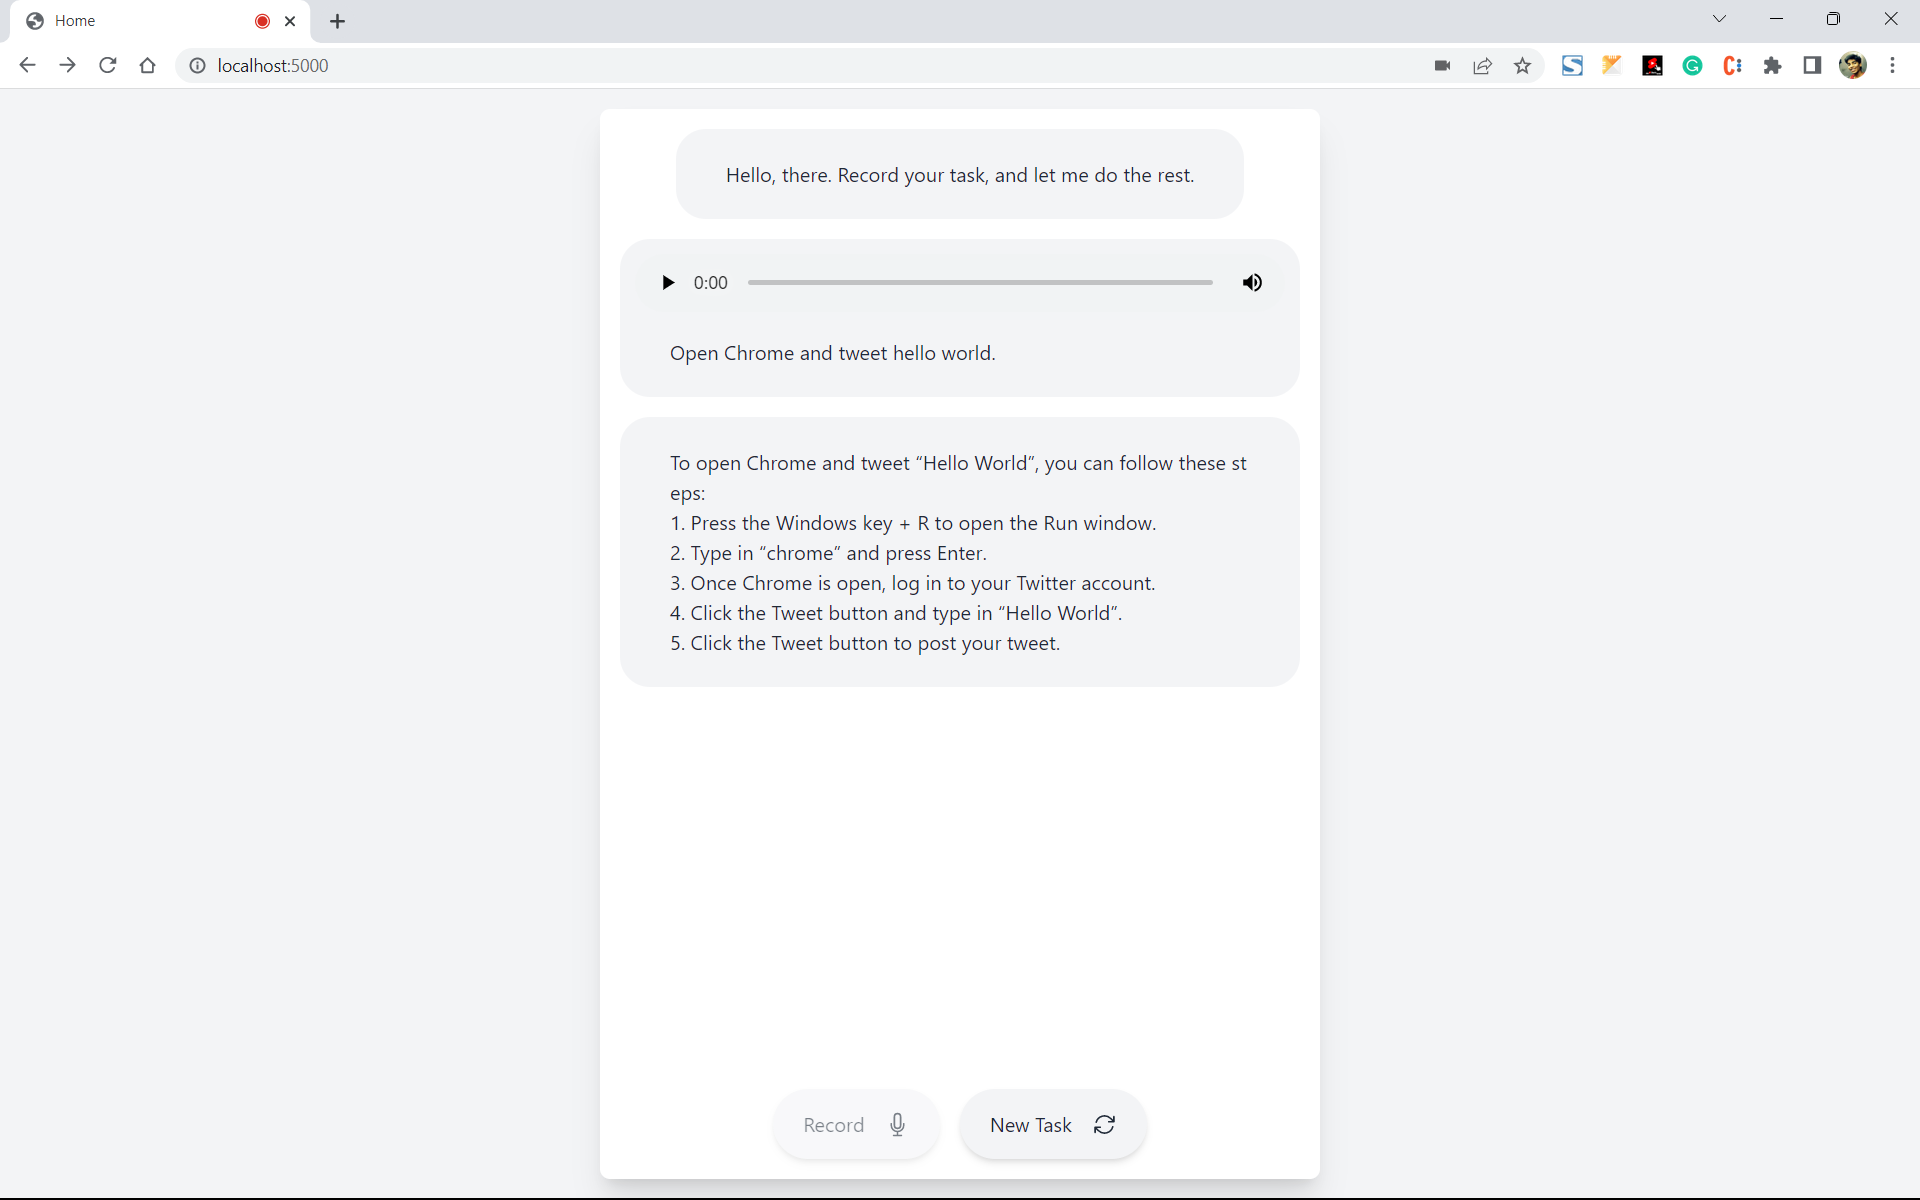 Home
localhost:5000
Hello, there. Record your task, and let me do the rest.
0:00
Open Chrome and tweet hello world.
To open Chrome and tweet “Hello World”, you can follow these st
eps:
1. Press the Windows key + R to open the Run window.
2. Type in “chrome” and press Enter.
3. Once Chrome is open, log in to your Twitter account.
4. Click the Tweet button and type in “Hello World”.
5. Click the Tweet button to post your tweet.
Record
New Task